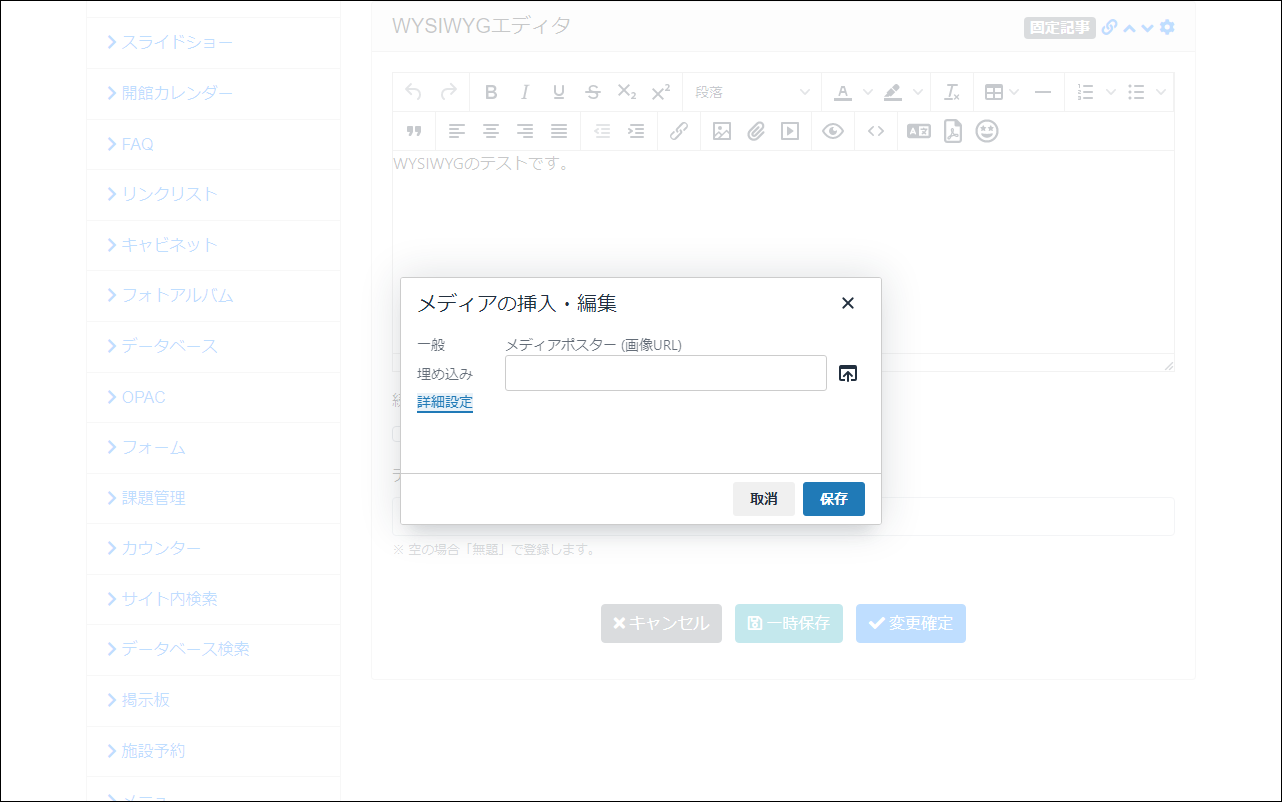 スライドショー
開館カレンダー
FAQ
リンクリスト
キャビネット
フォトアルバム
データベース
OPAC
フォーム
課題管理
カウンター
サイト内検索
データベース検索
掲示板
施設予約
WYSIWYGエディタ
固定記事
段落
WYSIWYGのテストです。
メディアの挿入・編集
一般
埋め込み
詳細設定
メディアポスター (画像URL)
取消
保存
※ 空の場合「無題」で登録します。
キャンセル
一時保存
変更確定